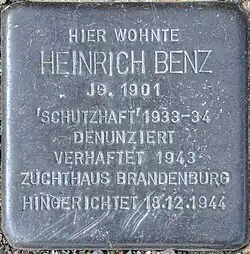 HIER WOHNTE
HEINRICH BENZ
JG. 1901
'SCHUTZHAFT' 1933-34
DENUNZIERT
VERHAFTET 1943
ZUCHTHAUS BRANDENBURG
HINGERICHTET 18.12.1944